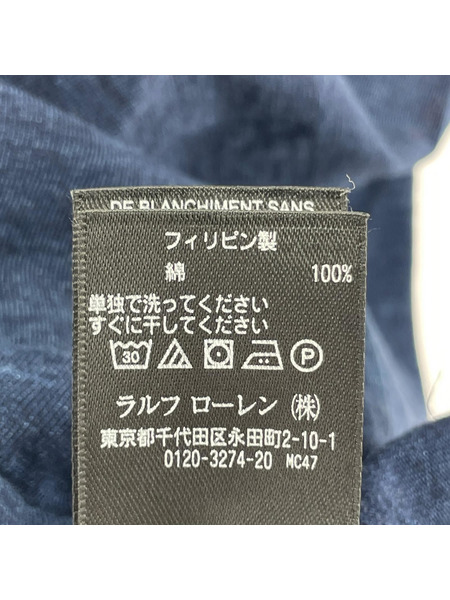 DE BLANCHIMENT SANS
フィリピン製
綿 100%
単独で洗ってください
すぐに干してください
30 P
ラルフ ローレン (株)
東京都千代田区永田町2-10-1
0120-3274-20 MC47